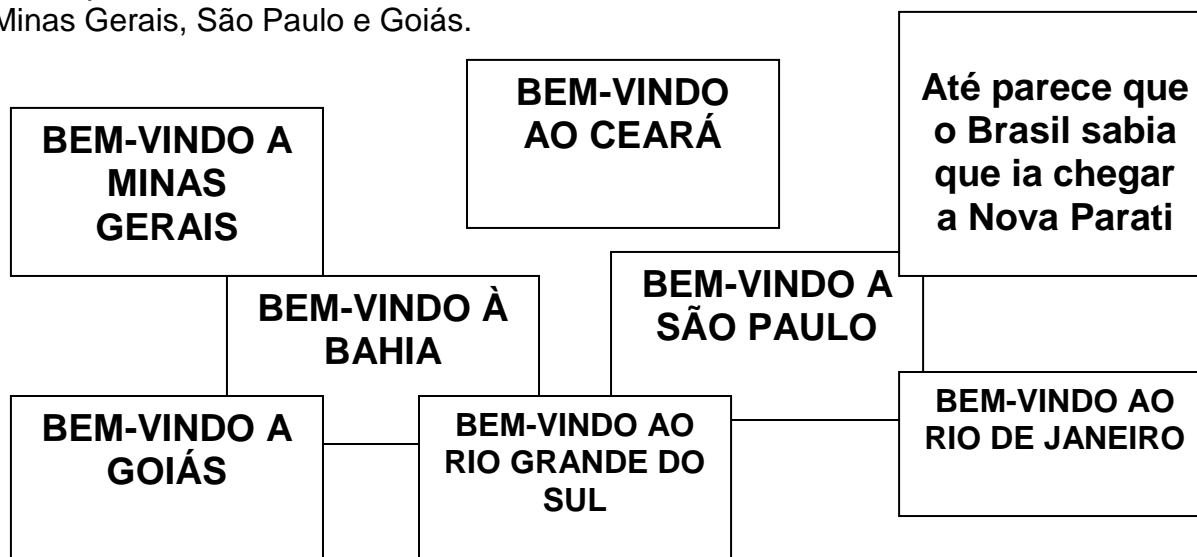 Minas Gerais, São Paulo e Goiás.
BEM-VINDO A
MINAS
GERAIS
BEM-VINDO
AO CEARÁ
Até parece que
o Brasil sabia
que ia chegar
a Nova Parati
BEM-VINDO À
BAHIA
BEM-VINDO A
SÃO PAULO
BEM-VINDO A
GOIÁS
BEM-VINDO AO
RIO GRANDE DO
SUL
BEM-VINDO AO
RIO DE JANEIRO